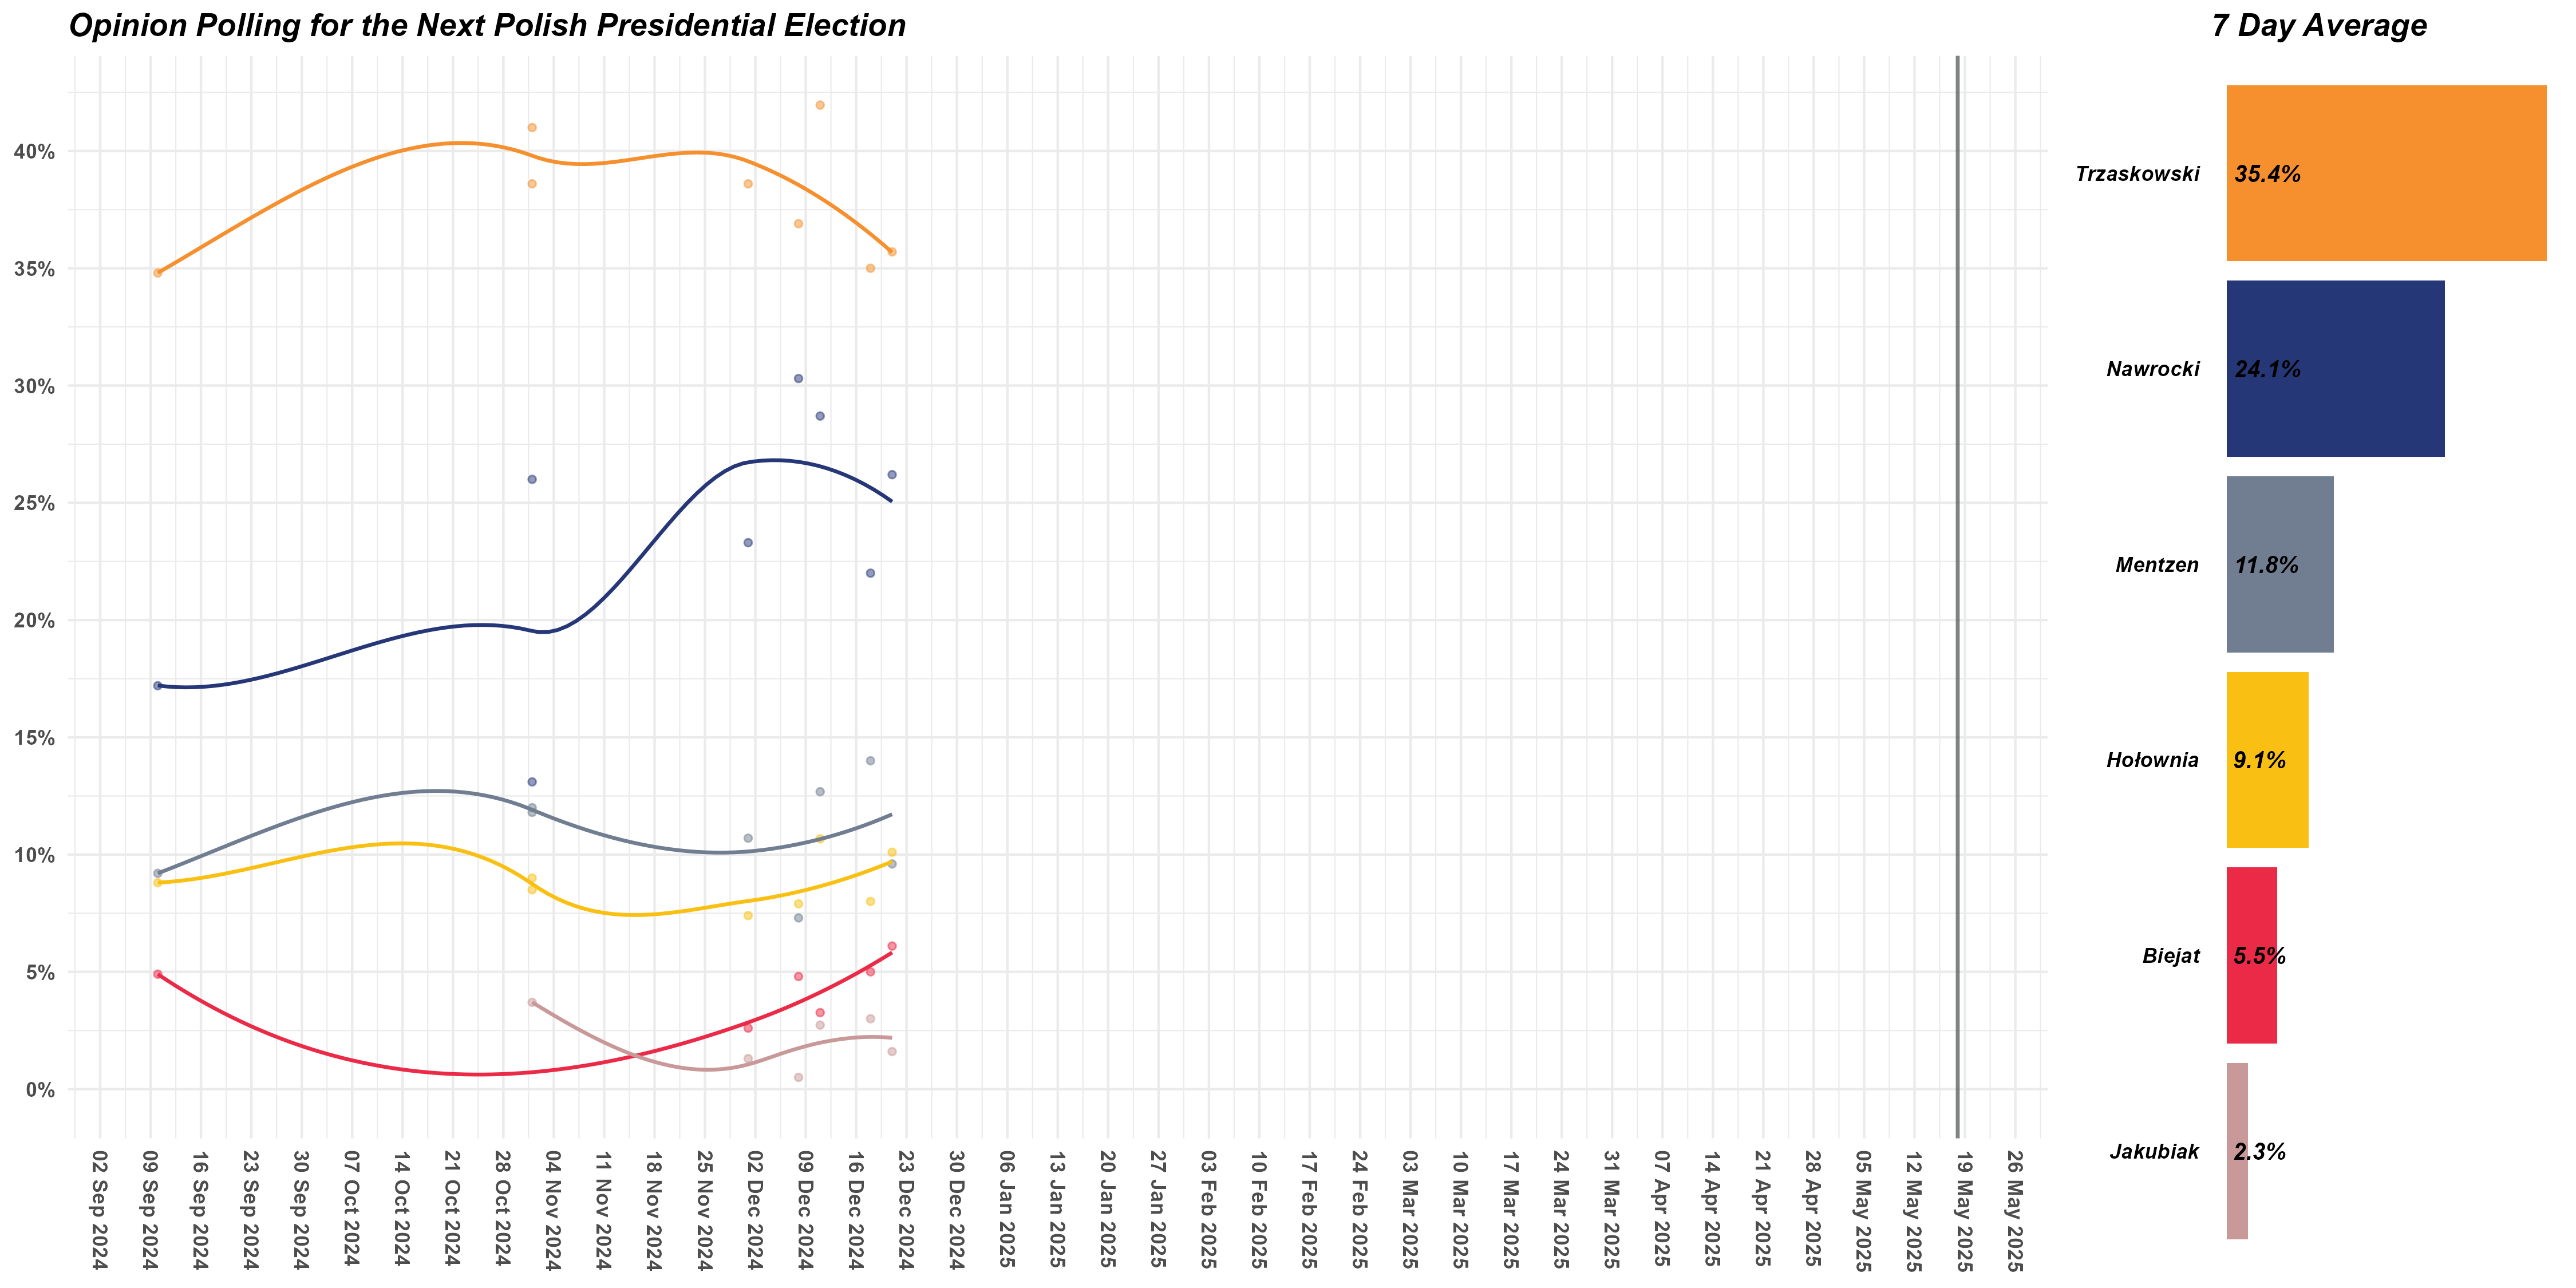 Opinion Polling for the Next Polish Presidential Election
7 Day Average
40%
35%
30%
25%
20%
15%
10%
5%
0%
02 Sep 2024
09 Sep 2024
16 Sep 2024
23 Sep 2024
30 Sep 2024
07 Oct 2024
14 Oct 2024
21 Oct 2024
28 Oct 2024
04 Nov 2024
11 Nov 2024
18 Nov 2024
25 Nov 2024
02 Dec 2024
09 Dec 2024
16 Dec 2024
23 Dec 2024
30 Dec 2024
06 Jan 2025
13 Jan 2025
20 Jan 2025
27 Jan 2025
03 Feb 2025
10 Feb 2025
17 Feb 2025
24 Feb 2025
03 Mar 2025
10 Mar 2025
17 Mar 2025
24 Mar 2025
31 Mar 2025
07 Apr 2025
14 Apr 2025
21 Apr 2025
28 Apr 2025
05 May 2025
12 May 2025
19 May 2025
26 May 2025
Trzaskowski 35.4%
Nawrocki 24.1%
Mentzen 11.8%
Hołownia 9.1%
Biejat 5.5%
Jakubiak 2.3%